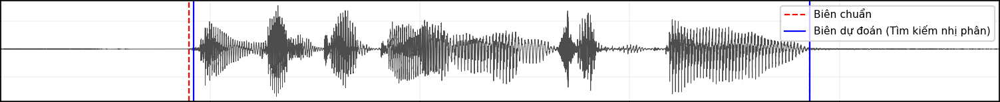 Biên chuẩn
Biên dự đoán (Tìm kiếm nhị phân)